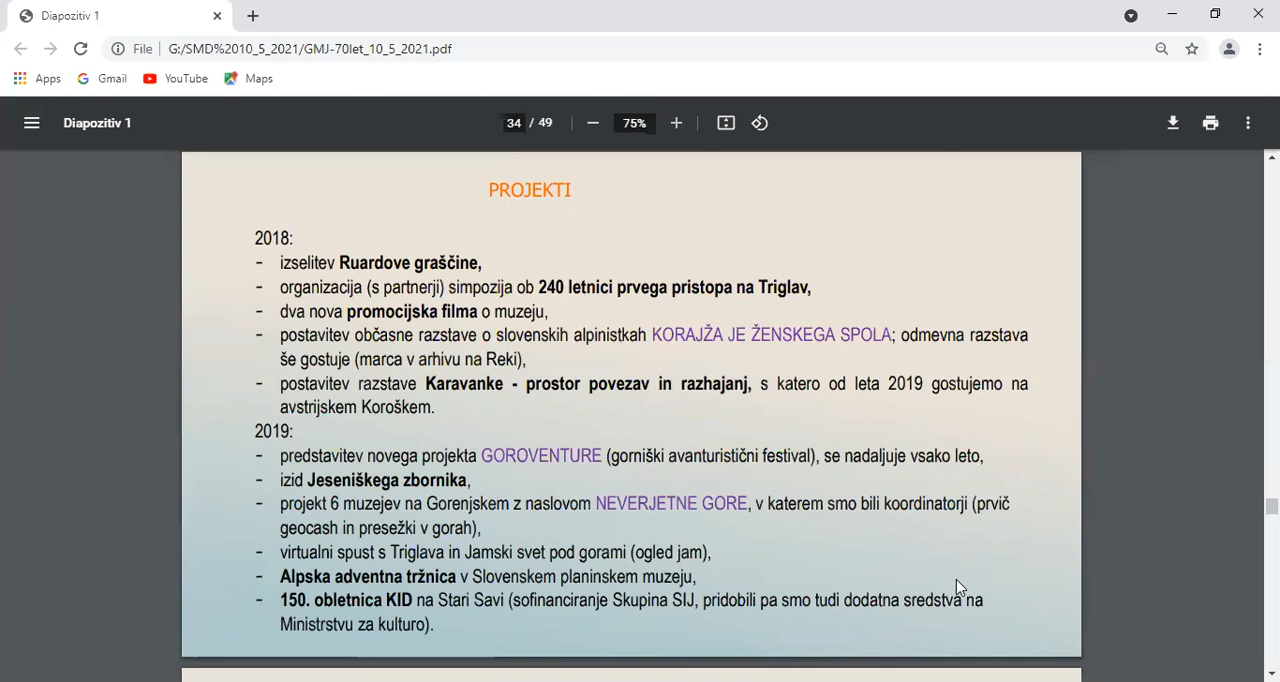 Diapozitiv 1
File
G:/SMD%2010_5_2021/GMJ-70let_10_5_2021.pdf
Apps Gmail YouTube Maps
Diapozitiv 1
34 / 49
75%
PROJEKTI
2018:
- izselitev Ruardove graščine,
- organizacija (s partnerji) simpozija ob 240 letnici prvega pristopa na Triglav,
- dva nova promocijska filma o muzeju,
- postavitev občasne razstave o slovenskih alpinistkah KORAJŽA JE ŽENSKEGA SPOLA; odmevna razstava
še gostuje (marca v arhivu na Reki),
- postavitev razstave Karavanke - prostor povezav in razhajanj, s katero od leta 2019 gostujemo na
avstrijskem Koroškem.
2019:
- predstavitev novega projekta GOROVENTURE (gorniški avanturistični festival), se nadaljuje vsako leto,
- izid Jeseniškega zbornika,
- projekt 6 muzejev na Gorenjskem z naslovom NEVERJETNE GORE, v katerem smo bili koordinatorji (prvič
geocash in presežki v gorah),
- virtualni spust s Triglava in Jamski svet pod gorami (ogled jam),
- Alpska adventna tržnica v Slovenskem planinskem muzeju,
- 150. obletnica KID na Stari Savi (sofinanciranje Skupina SIJ, pridobili pa smo tudi dodatna sredstva na
Ministrstvu za kulturo).